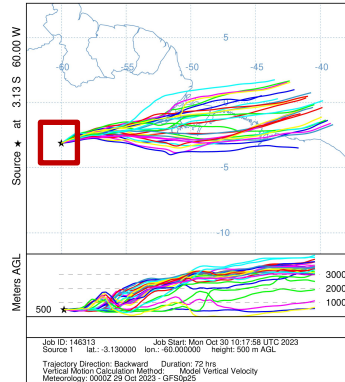 Source ★ at 3.13 S 60.00 W
5
-60
-55
-50
-45
-40
-5
-10
Meters AGL
500
3000
2000
1000
Job ID: 146313 Job Start: Mon Oct 30 10:17:58 UTC 2023
Source 1 lat.: -3.130000 lon.: -60.000000 height: 500 m AGL
Trajectory Direction: Backward Duration: 72 hrs
Vertical Motion Calculation Method: Model Vertical Velocity
Meteorology: 0000Z 29 Oct 2023 - GFS0p25